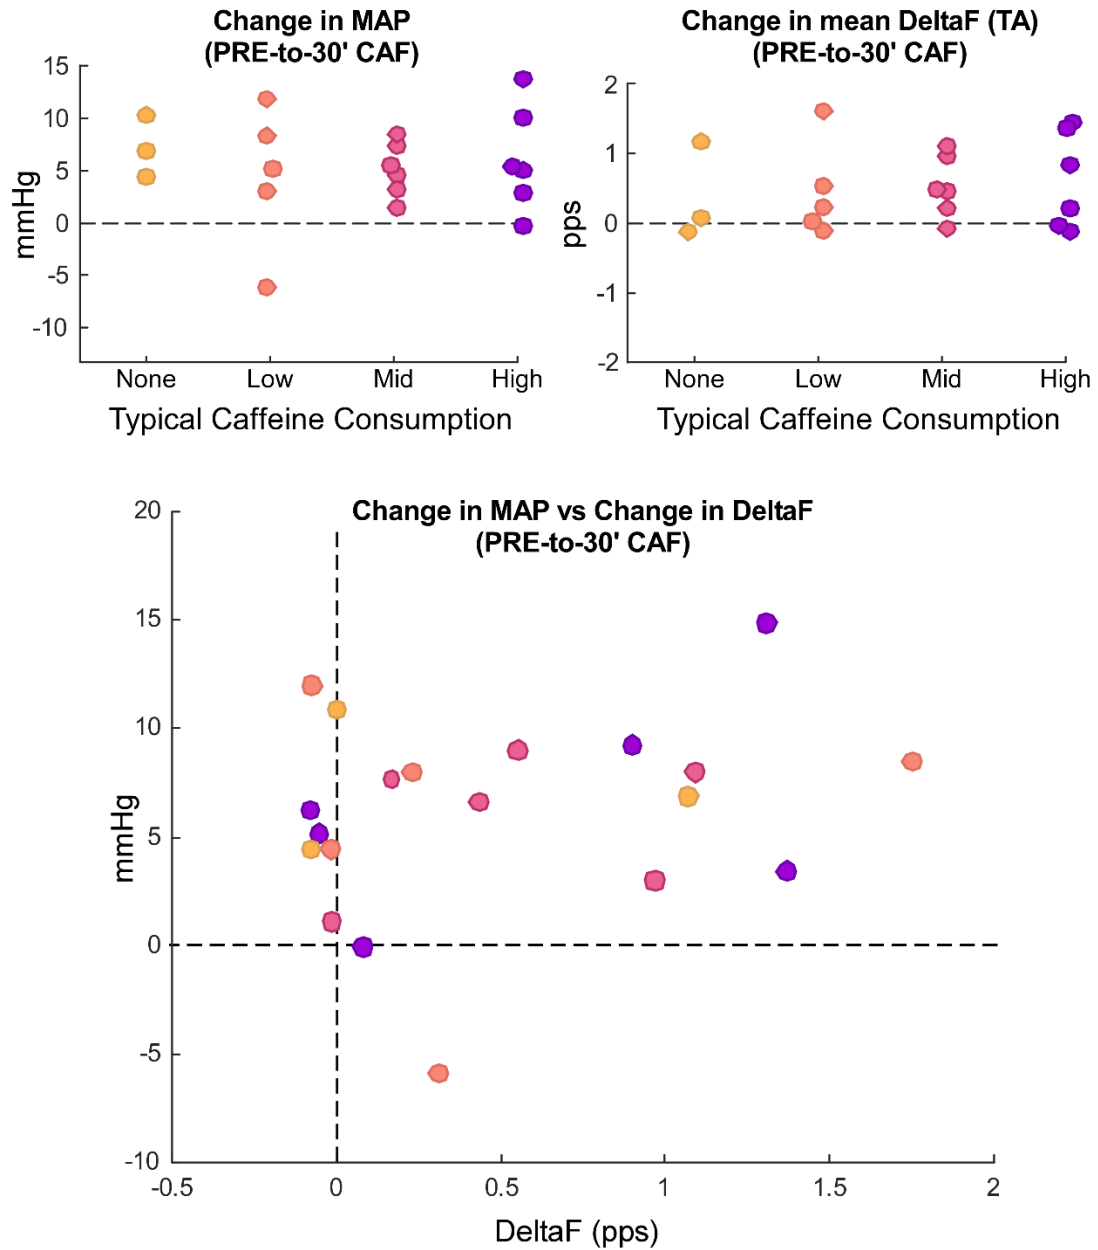 Change in MAP
(PRE-to-30' CAF)
15
10
5
0
-5
-10
mmHg
None Low Mid High
Typical Caffeine Consumption
Change in mean DeltaF (TA)
(PRE-to-30' CAF)
2
1
0
-1
-2
pps
None Low Mid High
Typical Caffeine Consumption
Change in MAP vs Change in DeltaF
(PRE-to-30' CAF)
20
15
10
5
0
-5
-10
mmHg
-0.5 0 0.5 1 1.5 2
DeltaF (pps)